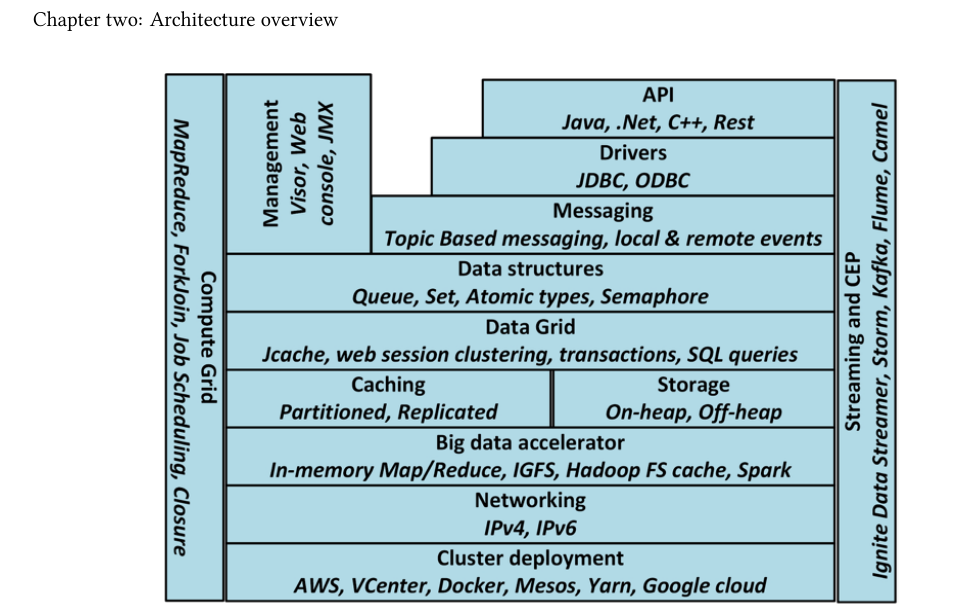 Chapter two: Architecture overview
Compute Grid
MapReduce, ForkJoin, Job Scheduling, Closure
Management
Visor, Web
console, JMX
API
Java, .Net, C++, Rest
Drivers
JDBC, ODBC
Messaging
Topic Based messaging, local & remote events
Data structures
Queue, Set, Atomic types, Semaphore
Data Grid
Jcache, web session clustering, transactions, SQL queries
Caching
Partitioned, Replicated
Storage
On-heap, Off-heap
Big data accelerator
In-memory Map/Reduce, IGFS, Hadoop FS cache, Spark
Networking
IPv4, IPv6
Cluster deployment
AWS, VCenter, Docker, Mesos, Yarn, Google cloud
Streaming and CEP
Ignite Data Streamer, Storm, Kafka, Flume, Camel